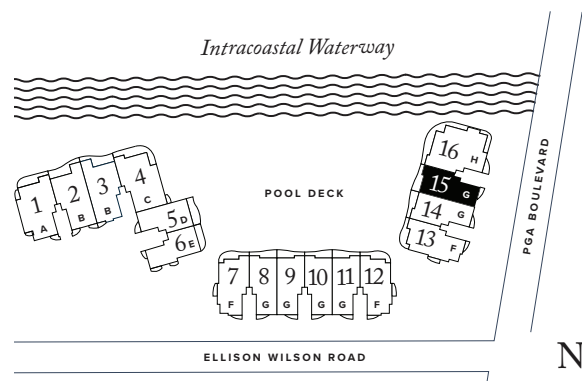 Intracoastal Waterway
PGA BOULEVARD
POOL DECK
1 A
2 B
3 B
4 C
5 D
6 E
7 F
8 G
9 G
10 G
11 G
12 F
13 F
14 G
15 G
16 H
ELLISON WILSON ROAD
N